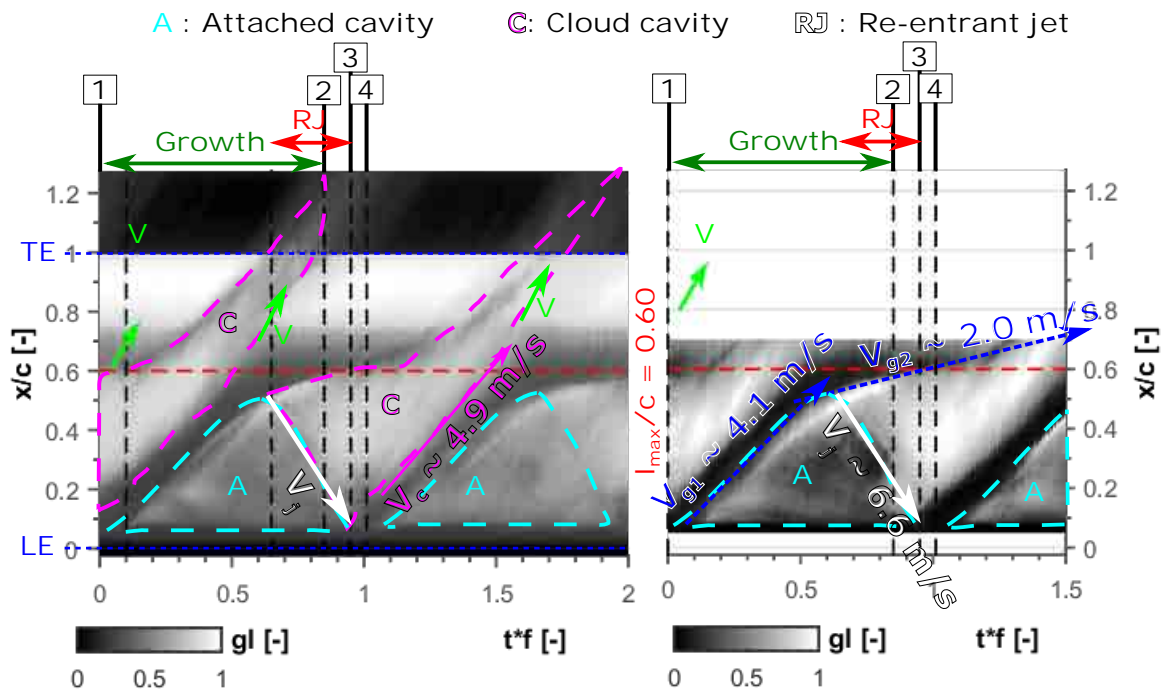 A : Attached cavity C: Cloud cavity RJ : Re-entrant jet
1 2 3 4
RJ
Growth
1 2 3 4
RJ
Growth
1.2
1
0.8
0.6
0.4
0.2
0
x/c [-]
TE
LE
V
V
V
C
C
A
A
Vj
Vc ~ 4.9 m/s
0 0.5 1 1.5 2
gl [-]
0 0.5 1
t*f [-]
lmax/c = 0.60
V
Vg1 ~ 4.1 m/s
Vg2 ~ 2.0 m/s
Vj ~ 6.6 m/s
A
A
1.2
1
0.8
0.6
0.4
0.2
0
x/c [-]
0 0.5 1 1.5
gl [-]
0 0.5 1
t*f [-]